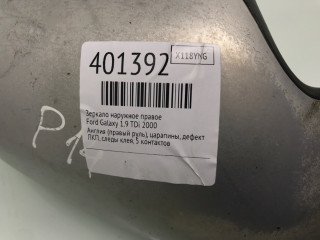 401392
X118YNG
Зеркало наружное правое
Ford Galaxy 1.9 TDi 2000
Англия (правый руль), царапины, дефект
ЛКП, следы клея, 5 контактов